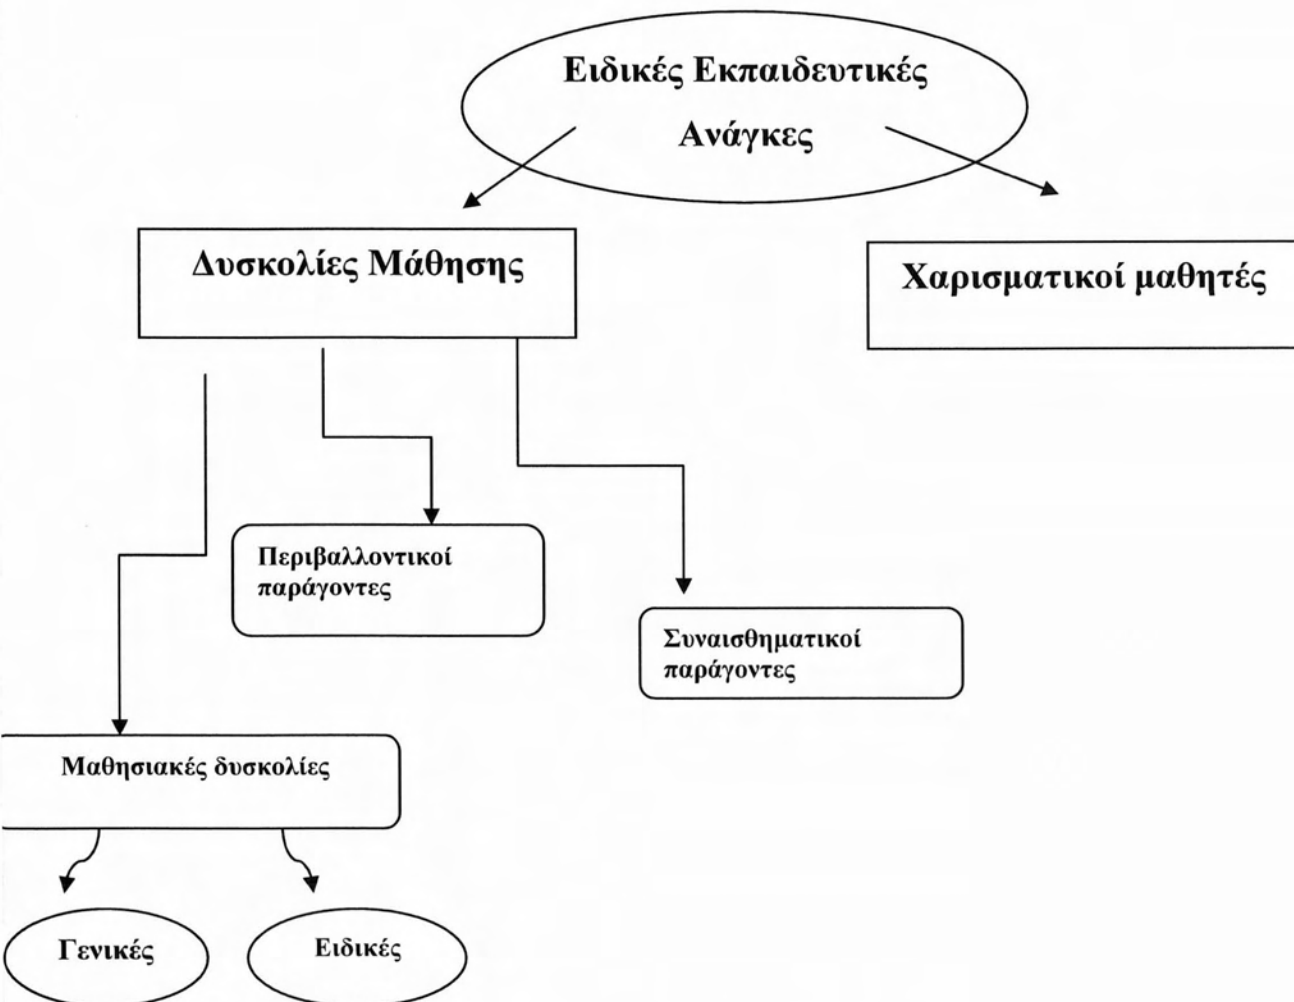 Ειδικές Εκπαιδευτικές
Ανάγκες
Δυσκολίες Μάθησης
Χαρισματικοί μαθητές
Περιβαλλοντικοί
παράγοντες
Συναισθηματικοί
παράγοντες
Μαθησιακές δυσκολίες
Γενικές
Ειδικές